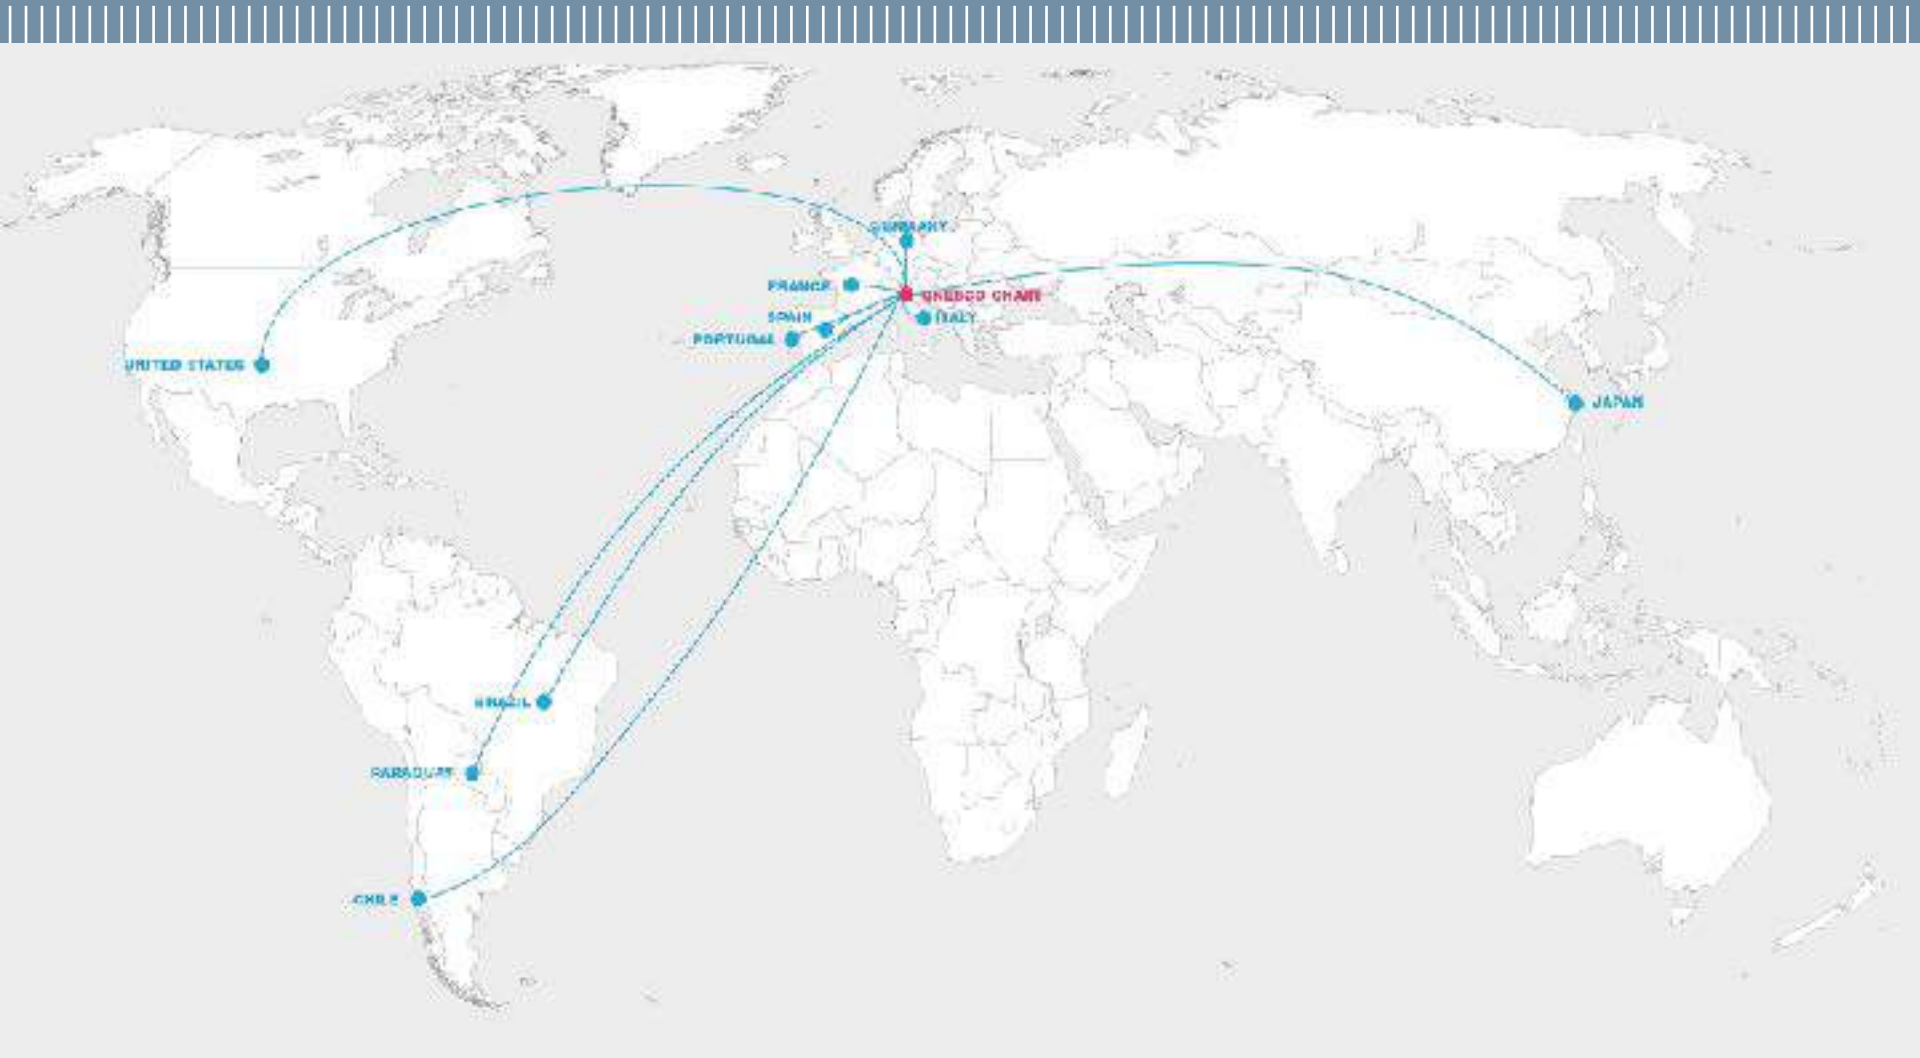 GERMANY
FRANCE
UNESCO CHAIR
SPAIN
ITALY
PORTUGAL
UNITED STATES
JAPAN
BRAZIL
PARAGUAY
CHILE